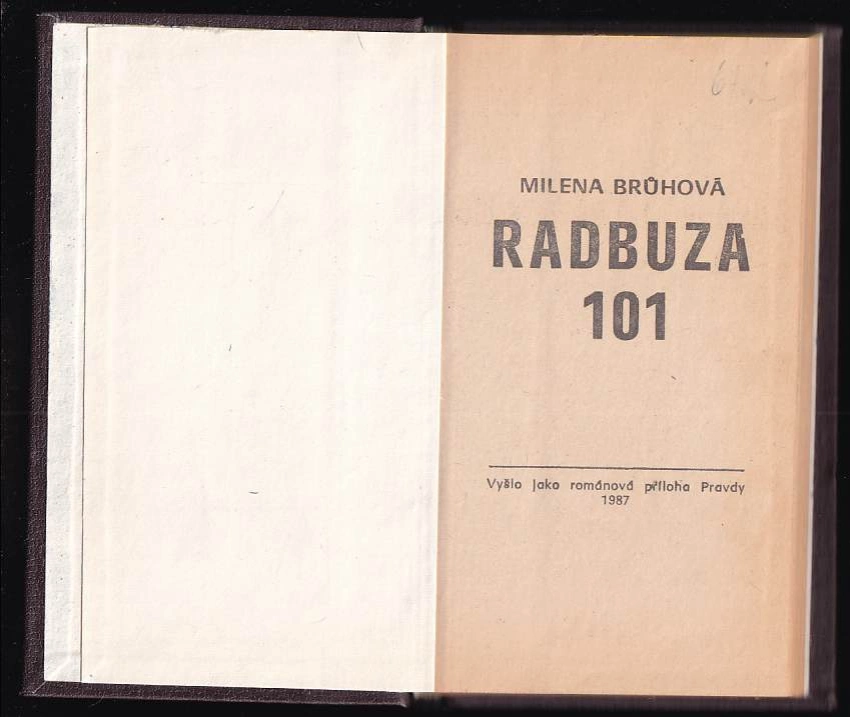 MILENA BRŮHOVÁ
RADBUZA
101
Vyšlo jako románová příloha Pravdy
1987